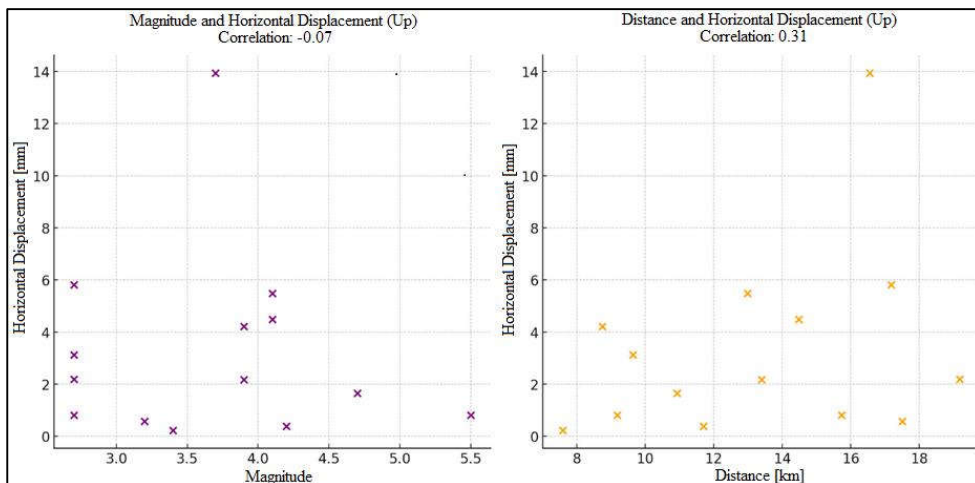 Magnitude and Horizontal Displacement (Up)
Correlation: -0.07
Horizontal Displacement [mm]
14
12
10
8
6
4
2
0
3.0 3.5 4.0 4.5 5.0 5.5
Magnitude
Distance and Horizontal Displacement (Up)
Correlation: 0.31
Horizontal Displacement [mm]
14
12
10
8
6
4
2
0
8 10 12 14 16 18
Distance [km]